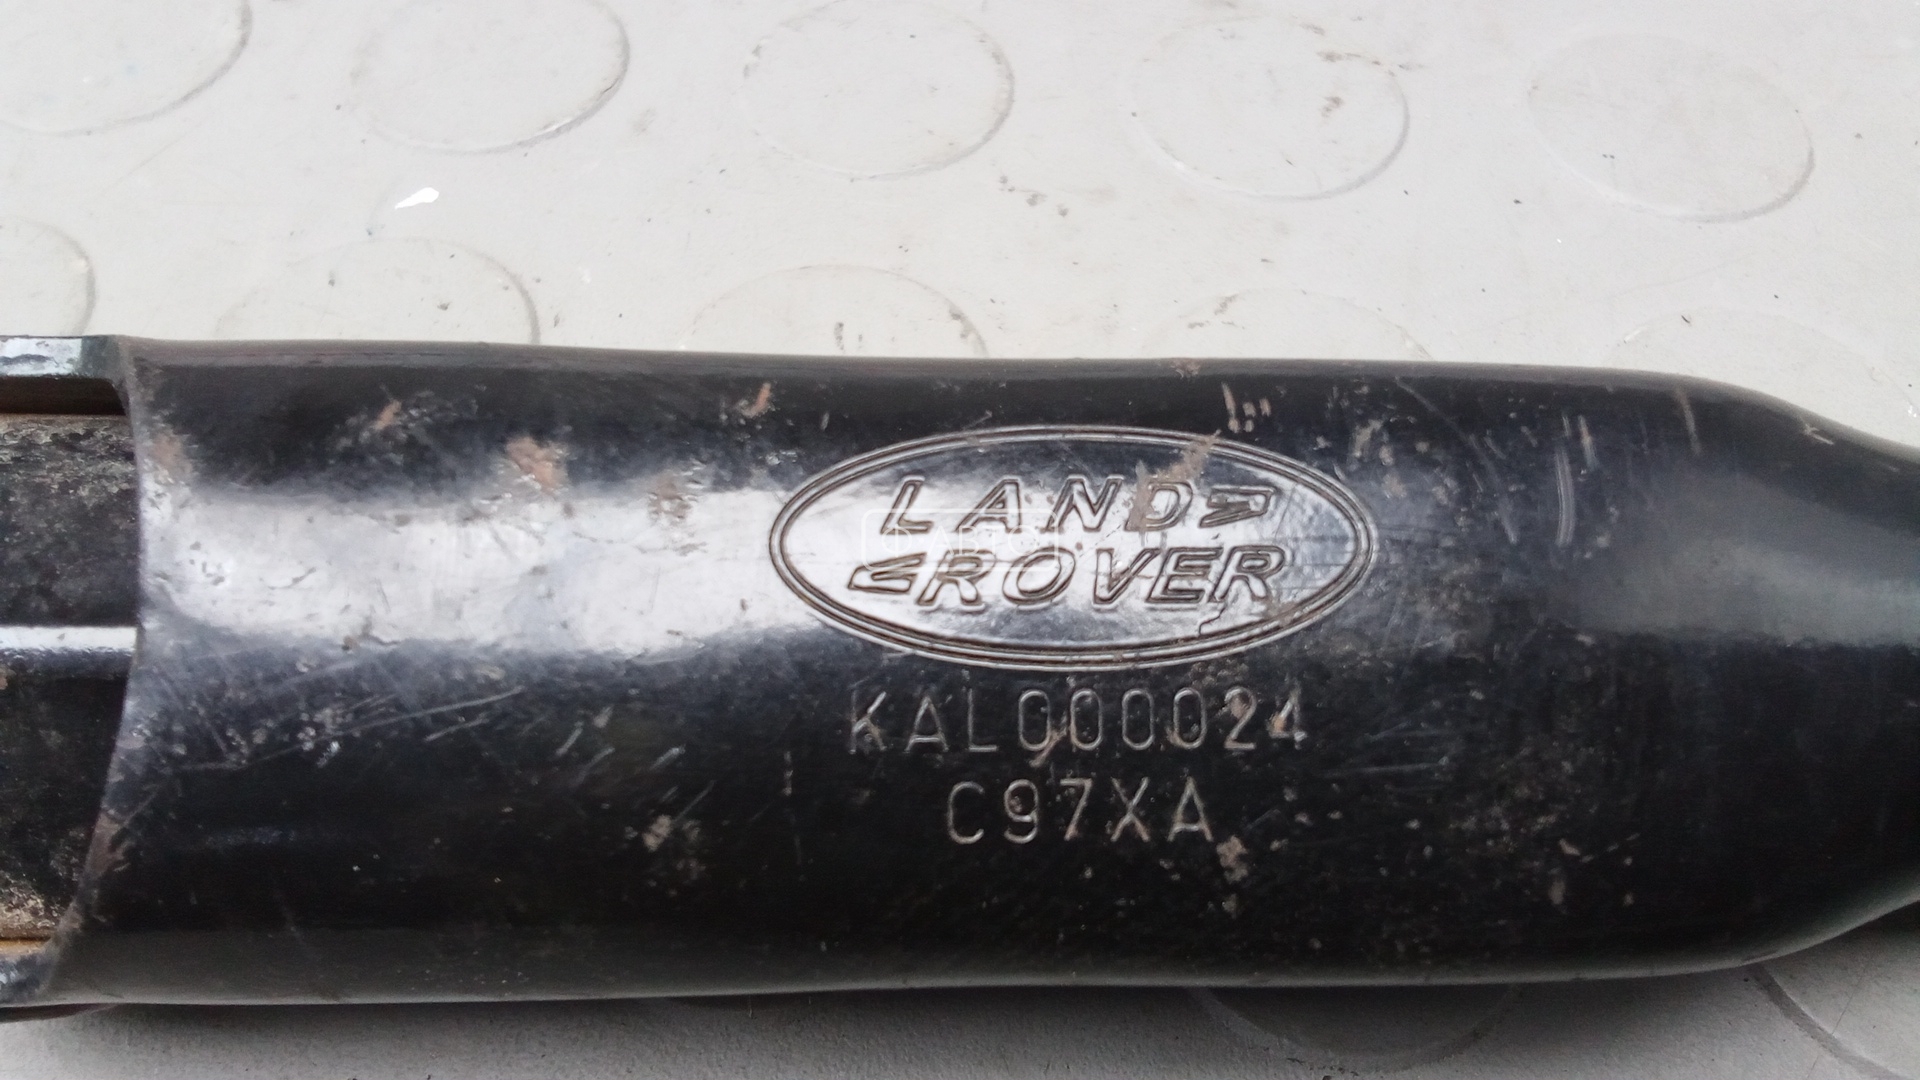 LAND
ROVER
KAL000024
C97XA